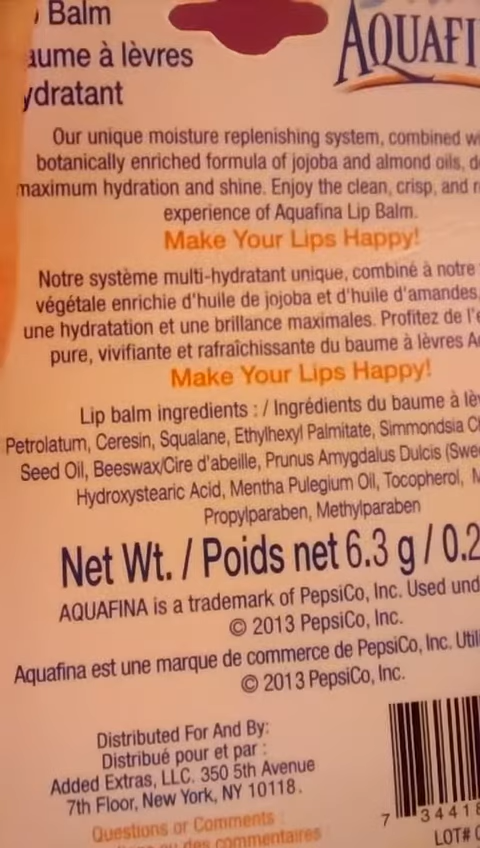 Balm
AQUAFI
aume à lèvres
ydratant
Our unique moisture replenishing system, combined w
botanically enriched formula of jojoba and almond oils, d
maximum hydration and shine. Enjoy the clean, crisp, and r
experience of Aquafina Lip Balm.
Make Your Lips Happy!
Notre système multi-hydratant unique, combiné à notre
végétale enrichie d'huile de jojoba et d'huile d'amandes,
une hydratation et une brillance maximales. Profitez de l'
pure, vivifiante et rafraîchissante du baume à lèvres A
Make Your Lips Happy!
Lip balm ingredients : / Ingrédients du baume à lèv
Petrolatum, Ceresin, Squalane, Ethylhexyl Palmitate, Simmondsia C
Seed Oil, Beeswax/Cire d'abeille, Prunus Amygdalus Dulcis (Swe
Hydroxystearic Acid, Mentha Pulegium Oil, Tocopherol,
Propylparaben, Methylparaben
Net Wt. / Poids net 6.3 g / 0.2
AQUAFINA is a trademark of PepsiCo, Inc. Used und
© 2013 PepsiCo, Inc.
Aquafina est une marque de commerce de PepsiCo, Inc. Util
© 2013 PepsiCo, Inc.
Distributed For And By:
Distribué pour et par :
Added Extras, LLC. 350 5th Avenue
7th Floor, New York, NY 10118.
Questions or Comments :
ou des commentaires
7 34418
LOT#